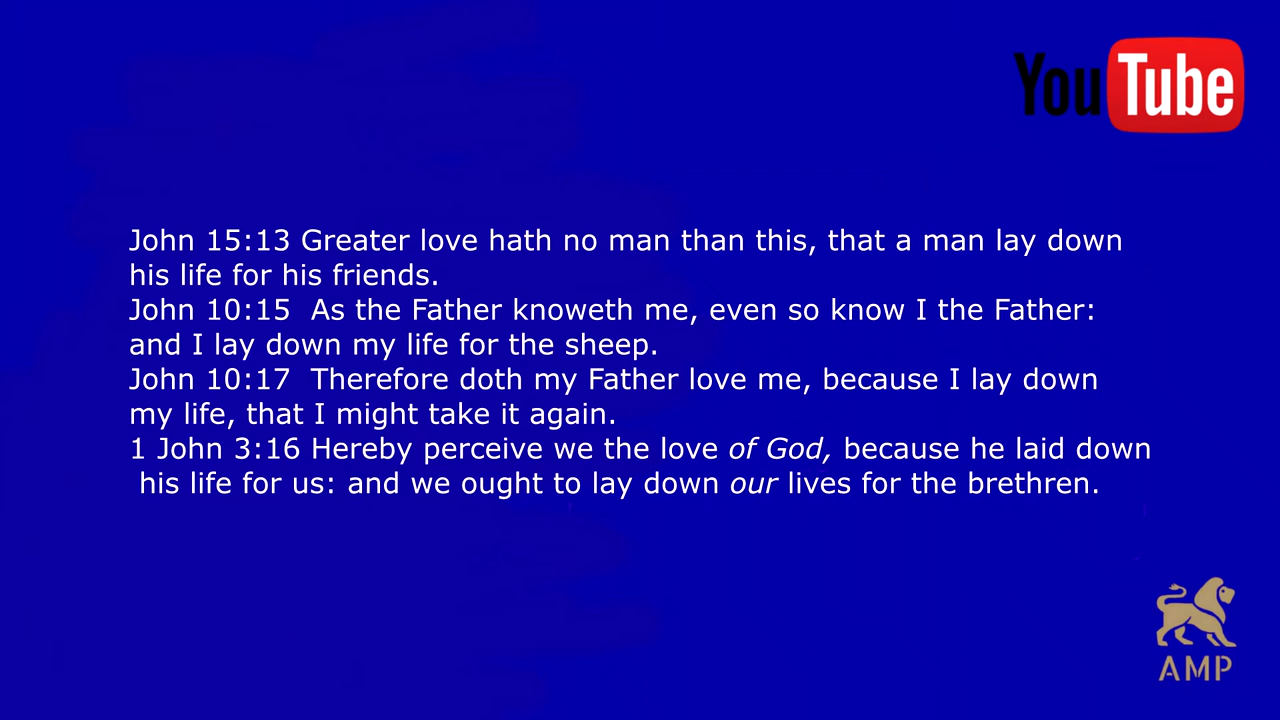 YouTube
John 15:13 Greater love hath no man than this, that a man lay down
his life for his friends.
John 10:15  As the Father knoweth me, even so know I the Father:
and I lay down my life for the sheep.
John 10:17  Therefore doth my Father love me, because I lay down
my life, that I might take it again.
1 John 3:16 Hereby perceive we the love of God, because he laid down
his life for us: and we ought to lay down our lives for the brethren.
AMP